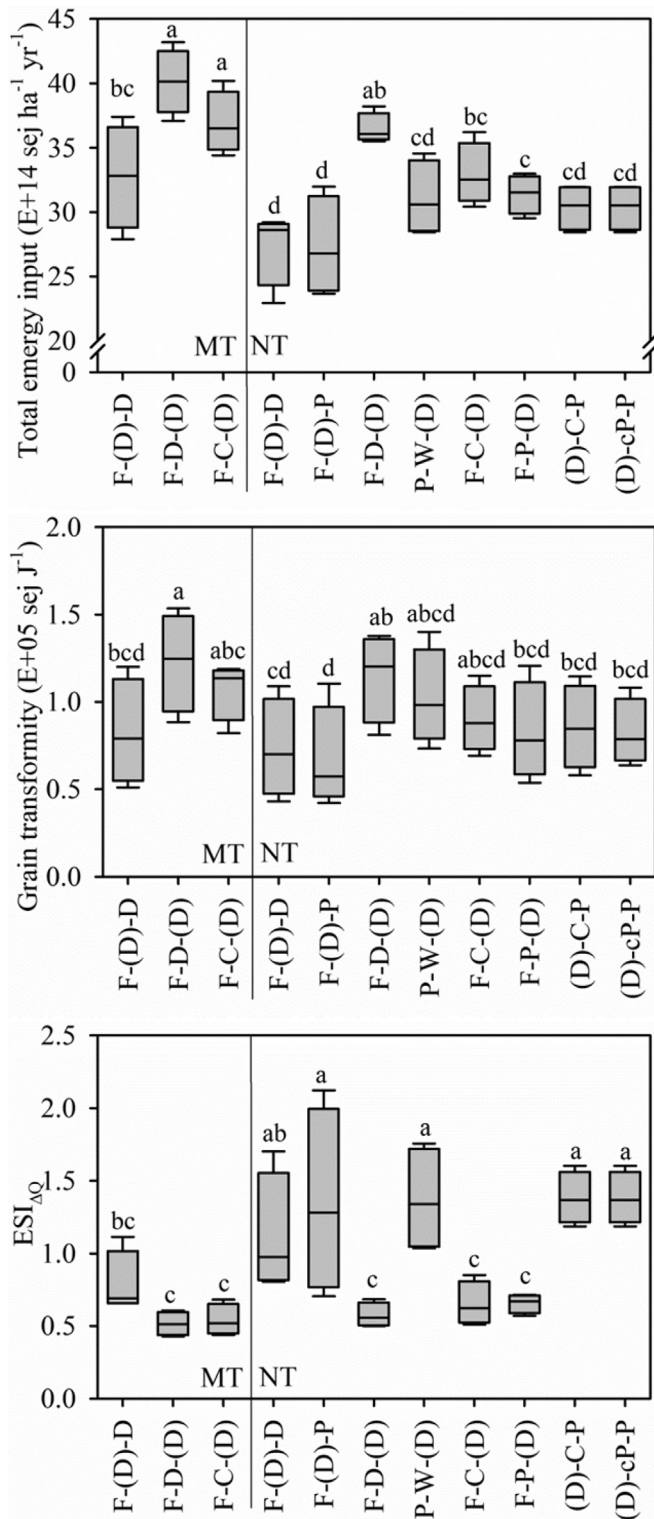 Total emergy input (E+14 sej ha⁻¹ yr⁻¹)
45
40
35
30
25
20
0
bc
a
a
d
d
ab
cd
bc
c
cd
cd
MT
NT
F-(D)-D
F-D-(D)
F-C-(D)
F-(D)-D
F-(D)-P
F-D-(D)
P-W-(D)
F-C-(D)
F-P-(D)
(D)-C-P
(D)-cP-P
Grain transformity (E+05 sej J⁻¹)
2.0
1.5
1.0
0.5
0.0
bcd
a
abc
cd
d
ab
abcd
abcd
bcd
bcd
bcd
MT
NT
F-(D)-D
F-D-(D)
F-C-(D)
F-(D)-D
F-(D)-P
F-D-(D)
P-W-(D)
F-C-(D)
F-P-(D)
(D)-C-P
(D)-cP-P
ESI_ΔQ
2.5
2.0
1.5
1.0
0.5
0.0
bc
c
c
ab
a
c
a
c
c
a
a
MT
NT
F-(D)-D
F-D-(D)
F-C-(D)
F-(D)-D
F-(D)-P
F-D-(D)
P-W-(D)
F-C-(D)
F-P-(D)
(D)-C-P
(D)-cP-P